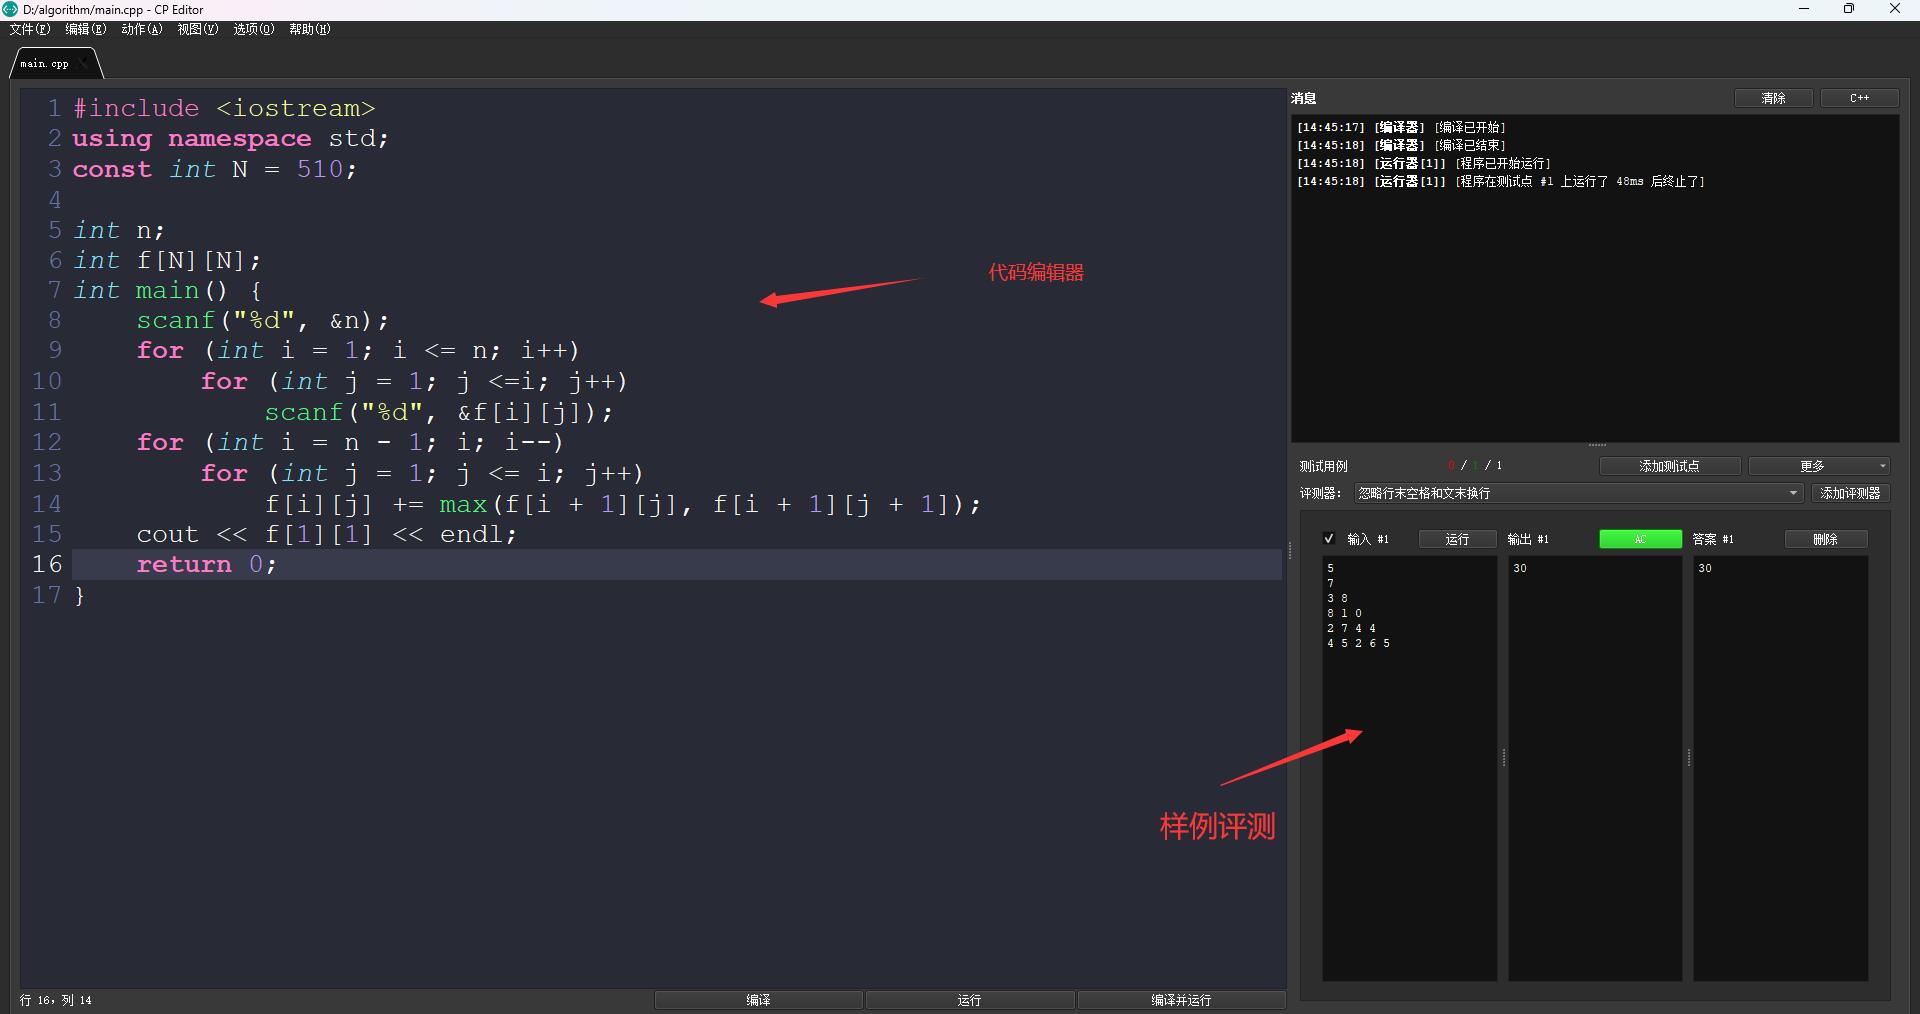 D:/algorithm/main.cpp - CP Editor
文件(F) 编辑(E) 动作(A) 视图(V) 选项(O) 帮助(H)
main.cpp
1 #include <iostream>
2 using namespace std;
3 const int N = 510;
4
5 int n;
6 int f[N][N];
7 int main() {
8     scanf("%d", &n);
9     for (int i = 1; i <= n; i++)
10         for (int j = 1; j <=i; j++)
11             scanf("%d", &f[i][j]);
12     for (int i = n - 1; i; i--)
13         for (int j = 1; j <= i; j++)
14             f[i][j] += max(f[i + 1][j], f[i + 1][j + 1]);
15     cout << f[1][1] << endl;
16     return 0;
17 }
代码编辑器
样例评测
行 16, 列 14
编译 运行 编译并运行
消息 清除 C++
[14:45:17] [编译器] [编译已开始]
[14:45:18] [编译器] [编译已结束]
[14:45:18] [运行器[1]] [程序已开始运行]
[14:45:18] [运行器[1]] [程序在测试点 #1 上运行了 48ms 后终止了]
测试用例 0 / 1 / 1 添加测试点 更多
评测器: 忽略行末空格和文末换行 添加评测器
输入 #1 运行 输出 #1 AC 答案 #1 删除
5
7
3 8
8 1 0
2 7 4 4
4 5 2 6 5
30
30